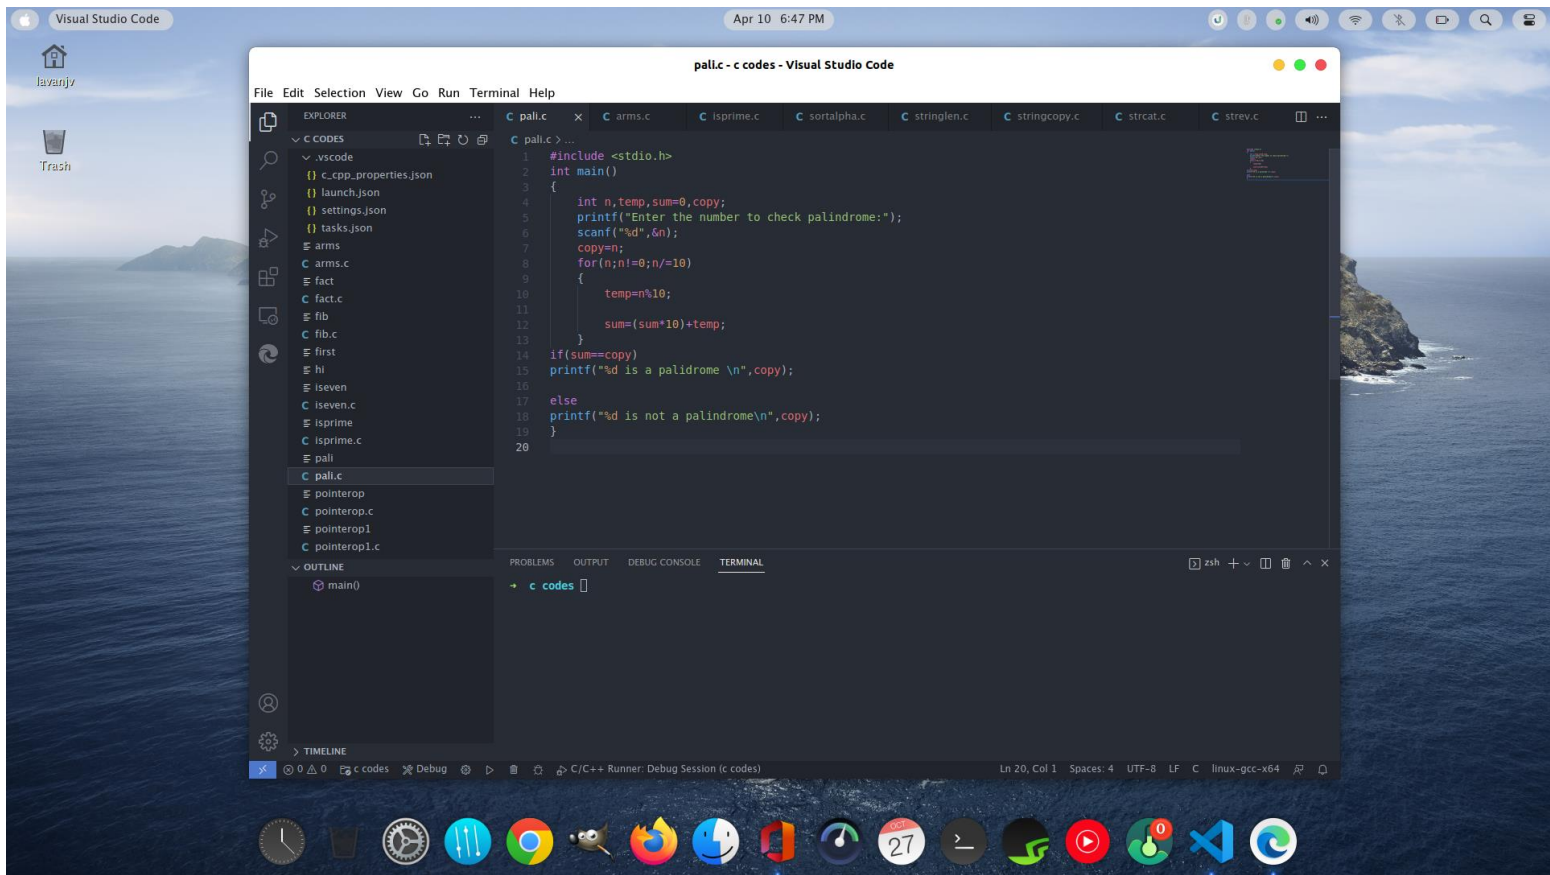 Visual Studio Code
Apr 10 6:47 PM
lavanjv
Trash
pali.c - c codes - Visual Studio Code
File Edit Selection View Go Run Terminal Help
EXPLORER
C CODES
.vscode
{} c_cpp_properties.json
{} launch.json
{} settings.json
{} tasks.json
arms
C arms.c
fact
C fact.c
fib
C fib.c
first
hi
iseven
C iseven.c
isprime
C isprime.c
pali
C pali.c
pointerop
C pointerop.c
pointerop1
C pointerop1.c
OUTLINE
main()
TIMELINE
C pali.c C arms.c C isprime.c C sortalpha.c C stringlen.c C stringcopy.c C strcat.c C strev.c
C pali.c > ...
1 #include <stdio.h>
2 int main()
3 {
4 int n,temp,sum=0,copy;
5 printf("Enter the number to check palindrome:");
6 scanf("%d",&n);
7 copy=n;
8 for(n;n!=0;n/=10)
9 {
10 temp=n%10;
11
12 sum=(sum*10)+temp;
13 }
14 if(sum==copy)
15 printf("%d is a palidrome \n",copy);
16
17 else
18 printf("%d is not a palindrome\n",copy);
19 }
20
PROBLEMS OUTPUT DEBUG CONSOLE TERMINAL
zsh
→ c codes
0 0 c codes Debug C/C++ Runner: Debug Session (c codes)
Ln 20, Col 1 Spaces: 4 UTF-8 LF C linux-gcc-x64
OCT
27
0